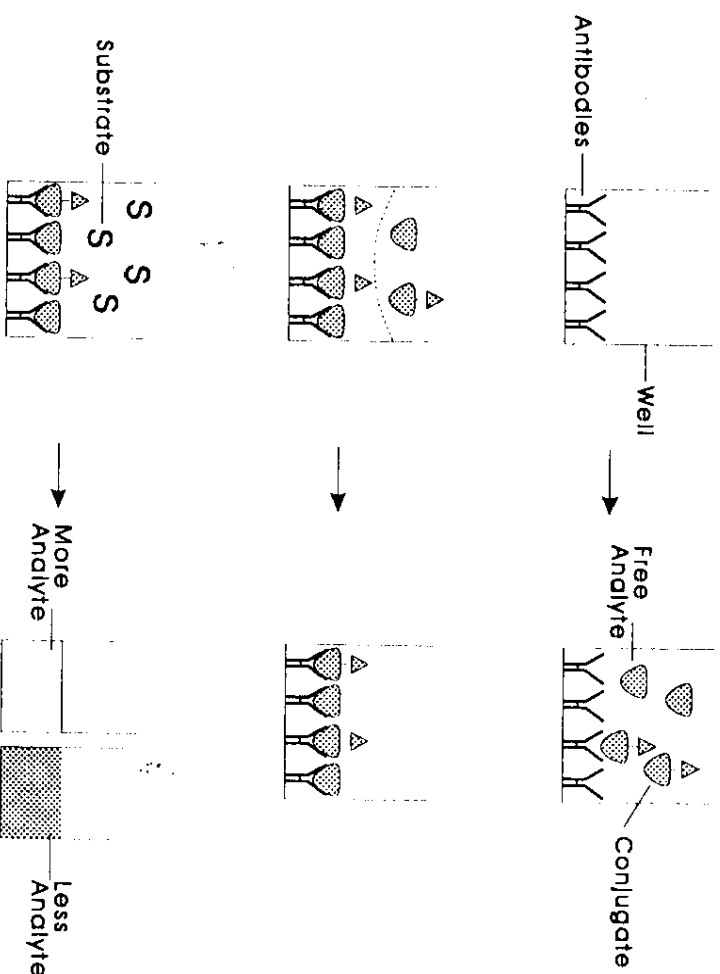 Antibodies
Well
Free
Analyte
Conjugate
Substrate
S
S
S
S
More
Analyte
Less
Analyte